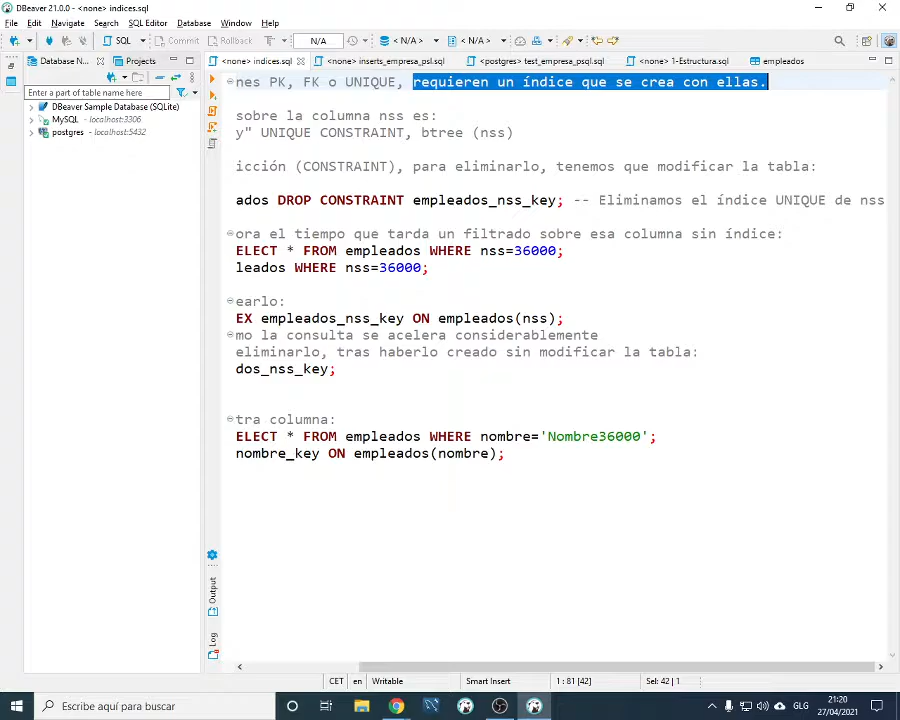 DBeaver 21.0.0 - <none> indices.sql
File Edit Navigate Search SQL Editor Database Window Help
SQL Commit Rollback T N/A < N/A > < N/A >
Database N... Projects
<none> indices.sql <none> inserts_empresa_psl.sql <postgres> test_empresa_psql.sql <none> 1-Estructura.sql empleados
Enter a part of table name here
DBeaver Sample Database (SQLite)
MySQL - localhost:3306
postgres - localhost:5432
nes PK, FK o UNIQUE, requieren un índice que se crea con ellas.
sobre la columna nss es:
y" UNIQUE CONSTRAINT, btree (nss)
icción (CONSTRAINT), para eliminarlo, tenemos que modificar la tabla:
ados DROP CONSTRAINT empleados_nss_key; -- Eliminamos el índice UNIQUE de nss
ora el tiempo que tarda un filtrado sobre esa columna sin índice:
ELECT * FROM empleados WHERE nss=36000;
leados WHERE nss=36000;
earlo:
EX empleados_nss_key ON empleados(nss);
mo la consulta se acelera considerablemente
eliminarlo, tras haberlo creado sin modificar la tabla:
dos_nss_key;
tra columna:
ELECT * FROM empleados WHERE nombre='Nombre36000';
nombre_key ON empleados(nombre);
Output
Log
CET en Writable Smart Insert 1 : 81 [42] Sel: 42 | 1
Escribe aquí para buscar
GLG 21:20
27/04/2021